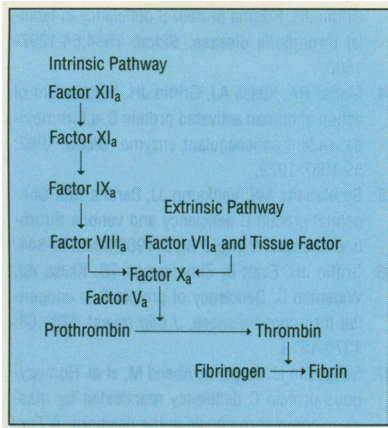 Intrinsic Pathway
Factor XIIa
Factor XIa
Factor IXa
Extrinsic Pathway
Factor VIIIa Factor VIIa and Tissue Factor
Factor Xa
Factor Va
Prothrombin Thrombin
Fibrinogen Fibrin